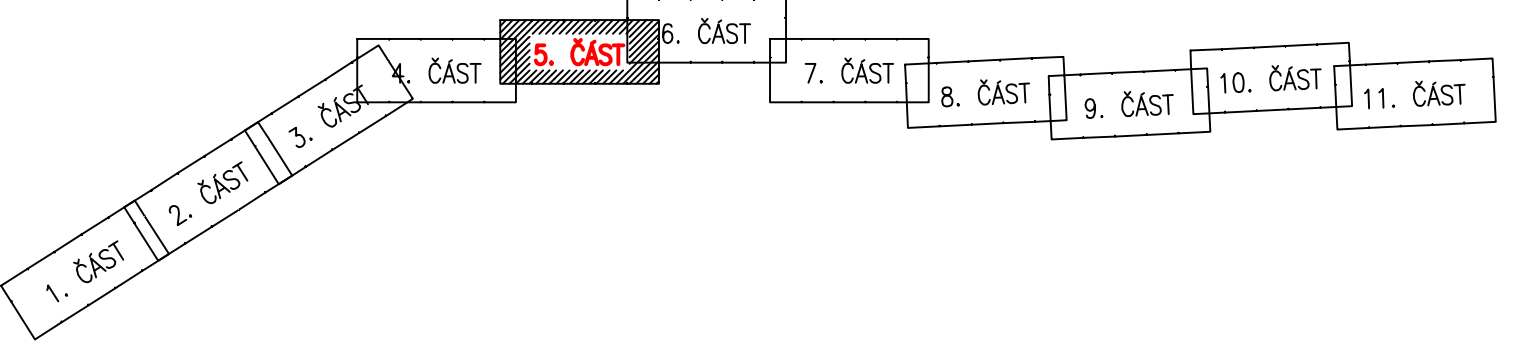 1. ČÁST
2. ČÁST
3. ČÁST
4. ČÁST
5. ČÁST
6. ČÁST
7. ČÁST
8. ČÁST
9. ČÁST
10. ČÁST
11. ČÁST